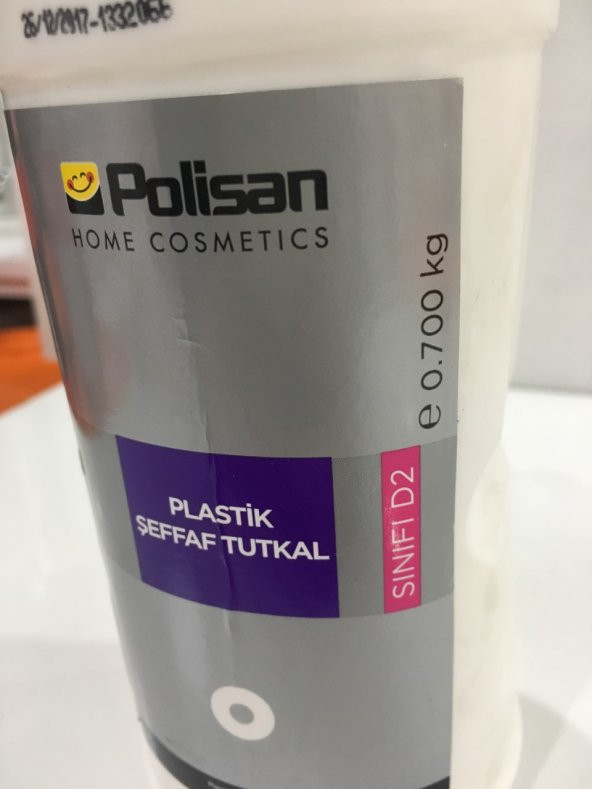 26/12/2017-1332066
Polisan
HOME COSMETICS
e 0.700 kg
PLASTİK
ŞEFFAF TUTKAL
SINIFI D2